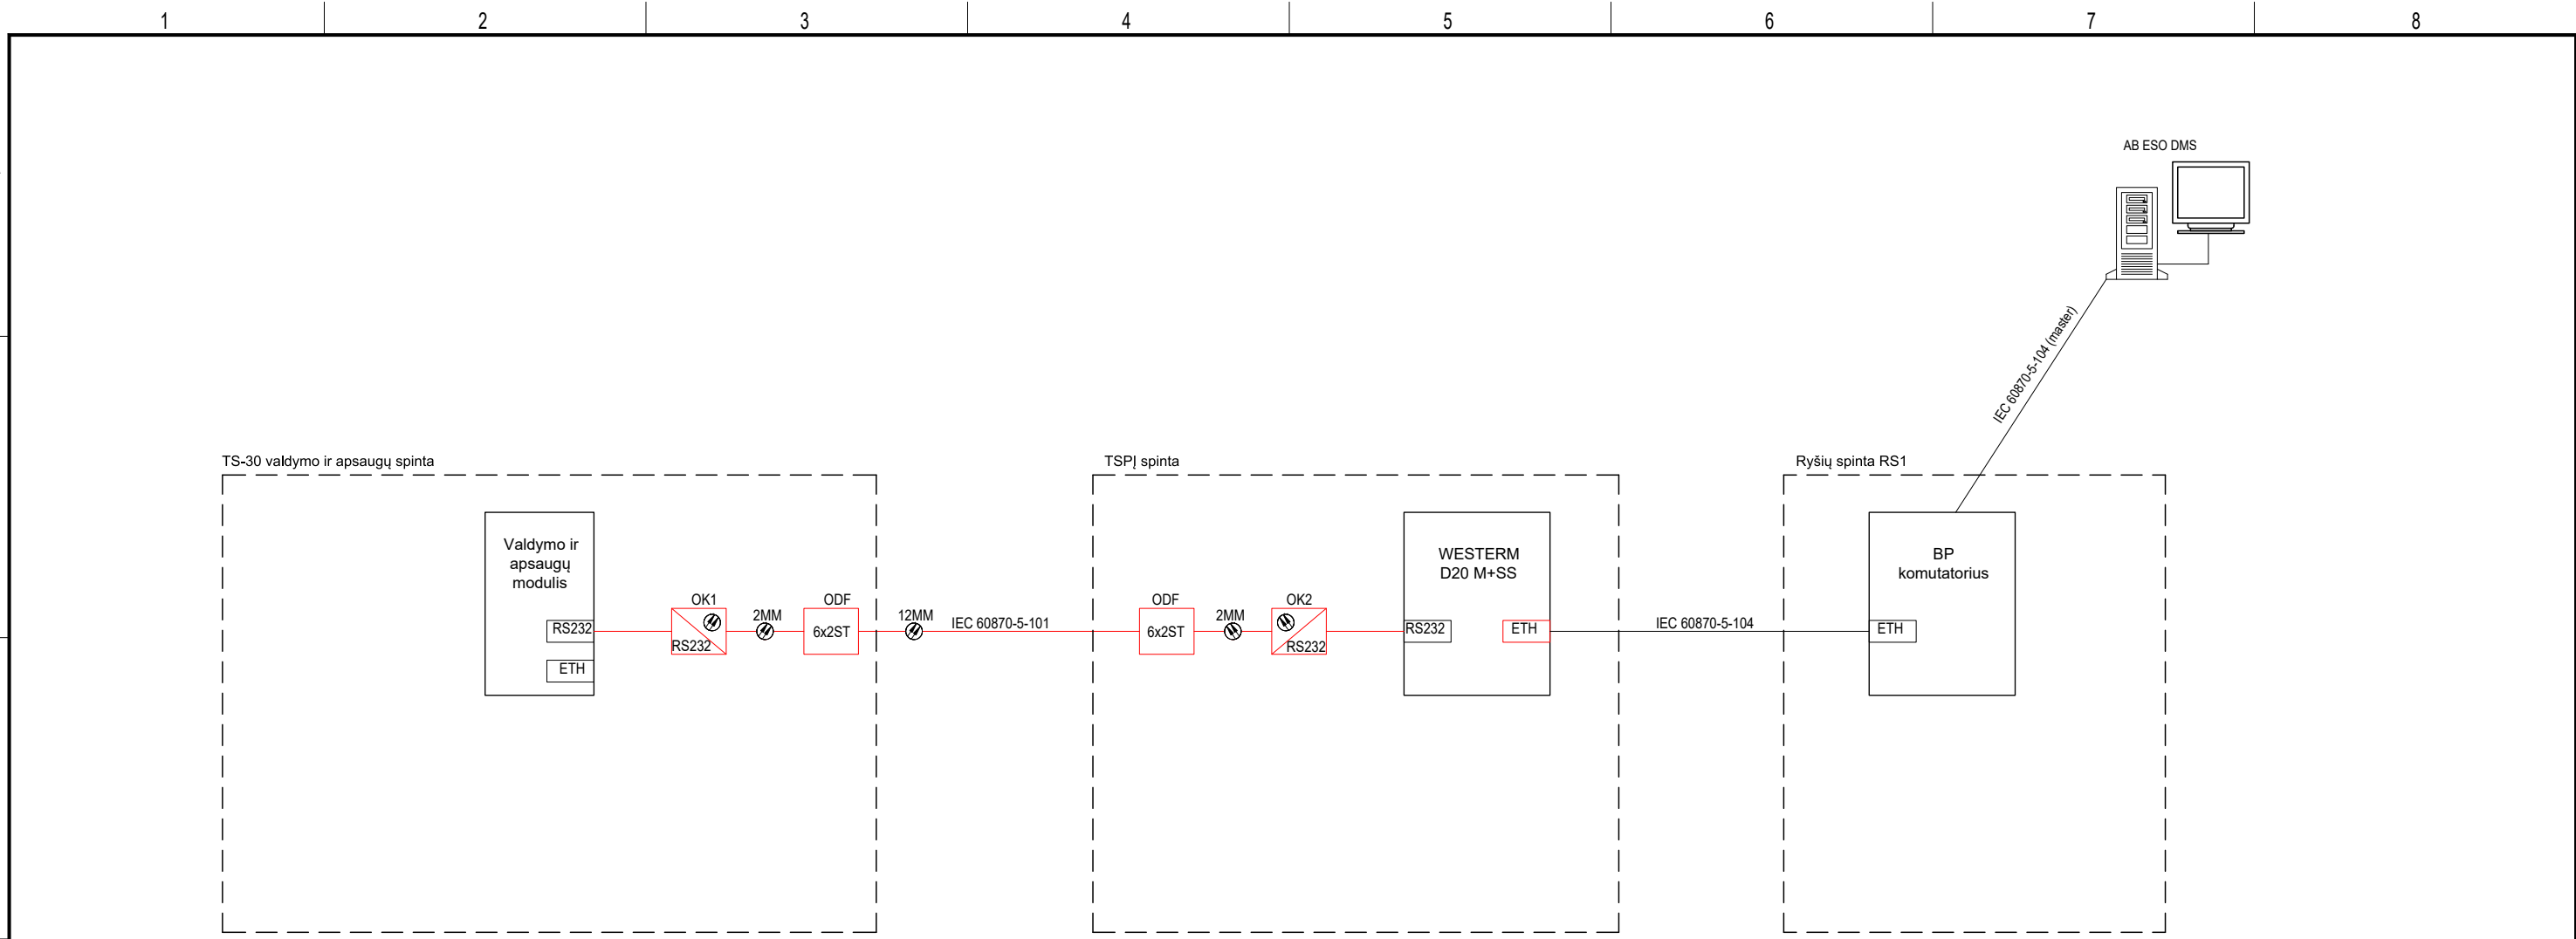 1 2 3 4 5 6 7 8
AB ESO DMS
IEC 60870-5-104 (master)
TS-30 valdymo ir apsaugų spinta
TSPĮ spinta
Ryšių spinta RS1
Valdymo ir
apsaugų
modulis
RS232
ETH
OK1
RS232
2MM
ODF
6x2ST
12MM
IEC 60870-5-101
ODF
6x2ST
2MM
OK2
RS232
WESTERM
D20 M+SS
RS232
ETH
IEC 60870-5-104
BP
komutatorius
ETH